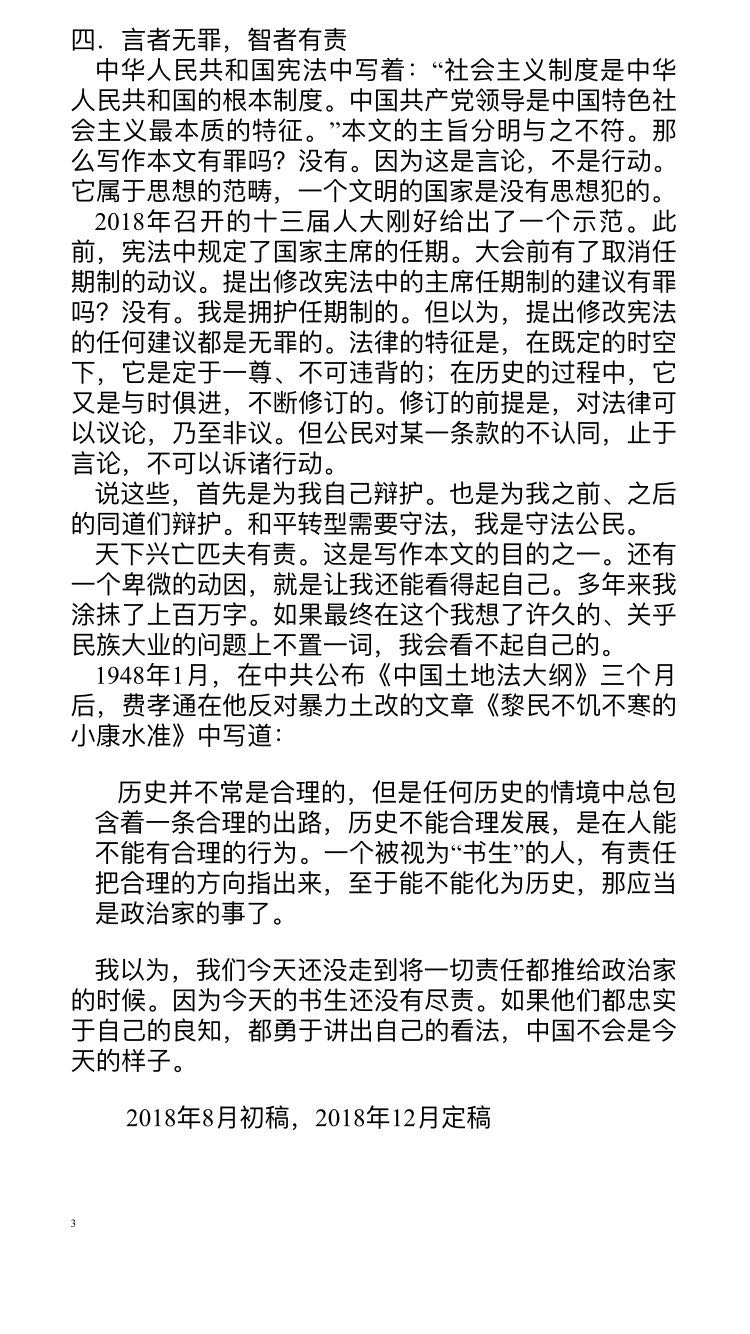 四．言者无罪，智者有责
中华人民共和国宪法中写着：“社会主义制度是中华
人民共和国的根本制度。中国共产党领导是中国特色社
会主义最本质的特征。”本文的主旨分明与之不符。那
么写作本文有罪吗？没有。因为这是言论，不是行动。
它属于思想的范畴，一个文明的国家是没有思想犯的。
2018年召开的十三届人大刚好给出了一个示范。此
前，宪法中规定了国家主席的任期。大会前有了取消任
期制的动议。提出修改宪法中的主席任期制的建议有罪
吗？没有。我是拥护任期制的。但以为，提出修改宪法
的任何建议都是无罪的。法律的特征是，在既定的时空
下，它是定于一尊、不可违背的；在历史的过程中，它
又是与时俱进，不断修订的。修订的前提是，对法律可
以议论，乃至非议。但公民对某一条款的不认同，止于
言论，不可以诉诸行动。
说这些，首先是为我自己辩护。也是为我之前、之后
的同道们辩护。和平转型需要守法，我是守法公民。
天下兴亡匹夫有责。这是写作本文的目的之一。还有
一个卑微的动因，就是让我还能看得起自己。多年来我
涂抹了上百万字。如果最终在这个我想了许久的、关乎
民族大业的问题上不置一词，我会看不起自己的。
1948年1月，在中共公布《中国土地法大纲》三个月
后，费孝通在他反对暴力土改的文章《黎民不饥不寒的
小康水准》中写道：
历史并不常是合理的，但是任何历史的情境中总包
含着一条合理的出路，历史不能合理发展，是在人能
不能有合理的行为。一个被视为“书生”的人，有责任
把合理的方向指出来，至于能不能化为历史，那应当
是政治家的事了。
我以为，我们今天还没走到将一切责任都推给政治家
的时候。因为今天的书生还没有尽责。如果他们都忠实
于自己的良知，都勇于讲出自己的看法，中国不会是今
天的样子。
2018年8月初稿，2018年12月定稿
3